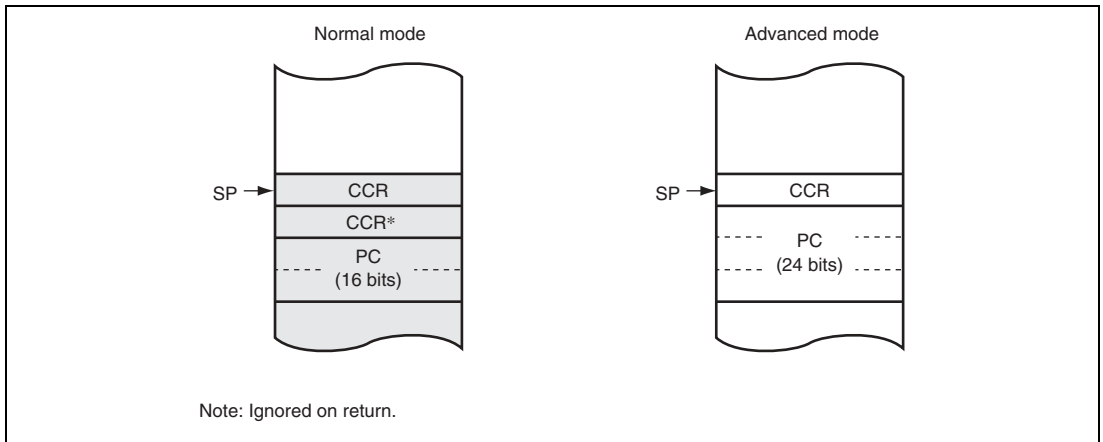 Normal mode
SP
CCR
CCR*
PC
(16 bits)
Advanced mode
SP
CCR
PC
(24 bits)
Note: Ignored on return.